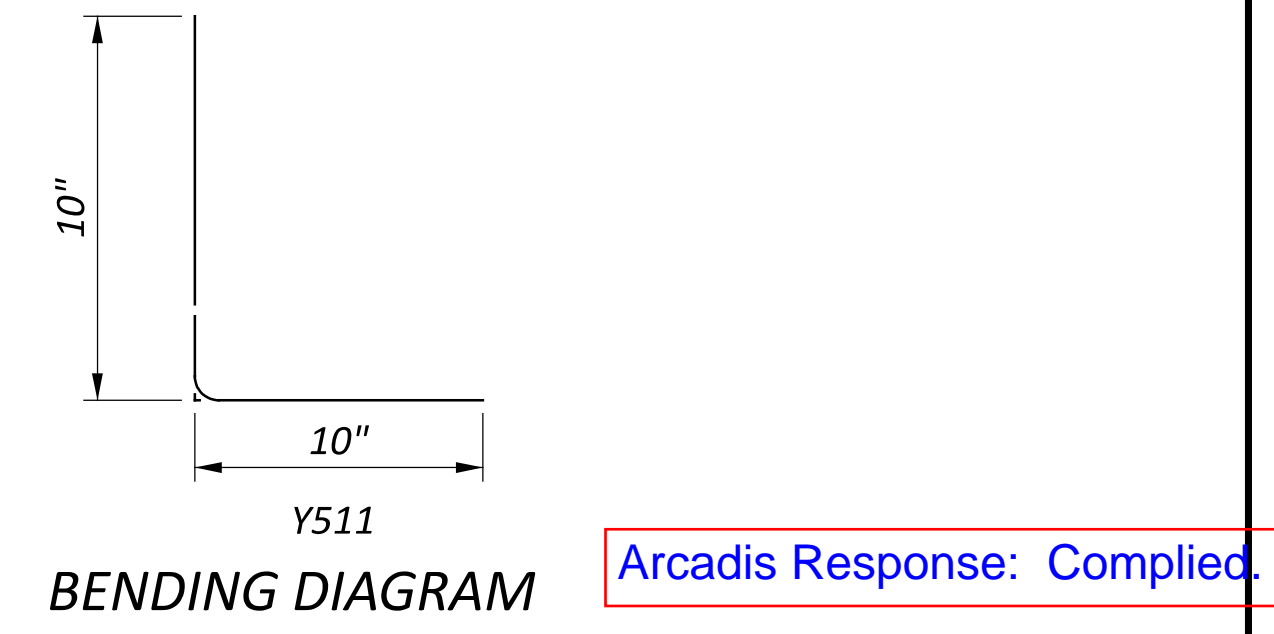 10"
10"
Y511
BENDING DIAGRAM
Arcadis Response: Complied.